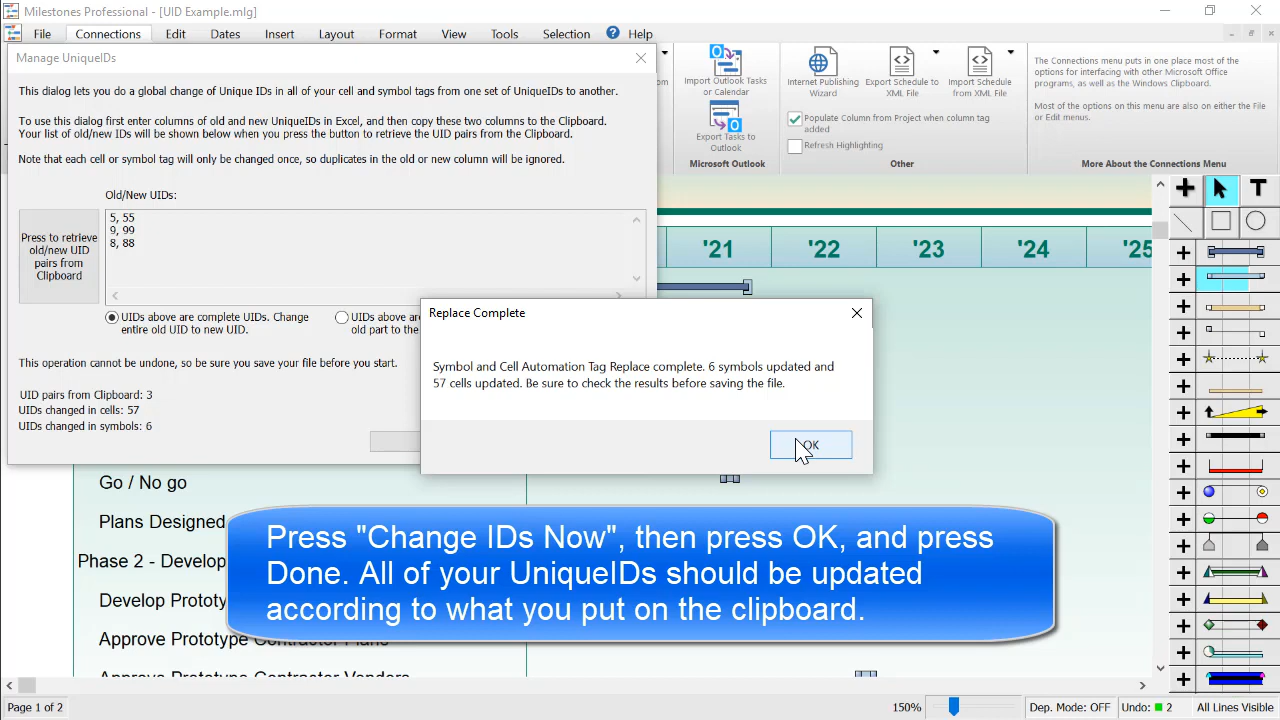 Milestones Professional - [UID Example.mlg]
File Connections Edit Dates Insert Layout Format View Tools Selection ? Help
Manage UniqueIDs
This dialog lets you do a global change of Unique IDs in all of your cell and symbol tags from one set of UniqueIDs to another.
use this dialog first enter columns of old and new UniqueIDs in Excel, and then copy these two columns to the Clipboard.
ur list of old/new IDs will be shown below when you press the button to retrieve the UID pairs from the Clipboard.
Note that each cell or symbol tag will only be changed once, so duplicates in the old or new column will be ignored.
Old/New UIDs:
Press to retrieve
old/new UID
pairs from
Clipboard
5, 55
9, 99
8, 88
UIDs above are complete UIDs. Change
entire old UID to new UID.
UIDs above are
old part to the
This operation cannot be undone, so be sure you save your file before you start.
UID pairs from Clipboard: 3
UIDs changed in cells: 57
UIDs changed in symbols: 6
om
Import Outlook Tasks
or Calendar
Export Tasks to
Outlook
Microsoft Outlook
Internet Publishing
Wizard
Export Schedule to
XML File
Import Schedule
from XML File
Populate Column from Project when column tag
added
Refresh Highlighting
Other
The Connections menu puts in one place most of the
options for interfacing with other Microsoft Office
programs, as well as the Windows Clipboard.
Most of the options on this menu are also on either the File
or Edit menus.
More About the Connections Menu
'21 '22 '23 '24 '25
Replace Complete
Symbol and Cell Automation Tag Replace complete. 6 symbols updated and
57 cells updated. Be sure to check the results before saving the file.
OK
Go / No go
Plans Designed
Phase 2 - Develop
Develop Prototy
Approve Prototype Contractor Plans
Approve Prototype Contractor Vendors
Press "Change IDs Now", then press OK, and press
Done. All of your UniqueIDs should be updated
according to what you put on the clipboard.
T
Page 1 of 2
150%
Dep. Mode: OFF
Undo: 2
All Lines Visible